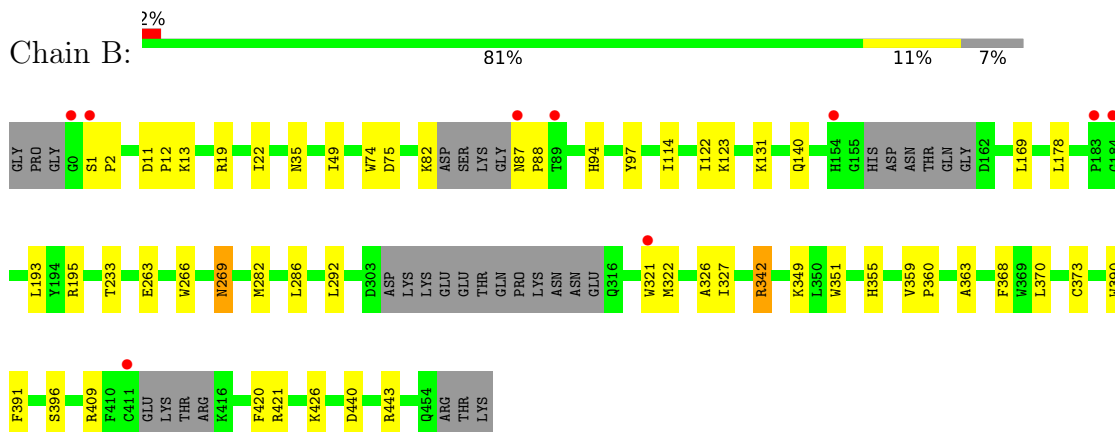 2%
Chain B:
81% 11% 7%
GLY PRO GLY G0 S1 P2 D11 P12 K13 R19 I22 N35 I49 W74 D75 K82 ASP SER LYS GLY N87 P88 T89 H94 Y97 I114 I122 K123 K131 Q140 H154 G155 HIS ASP ASN THR GLN GLY D162 L169 L178 P183 G184
L193 Y194 R195 T233 E263 W266 N269 M282 L286 L292 D303 ASP LYS LYS GLU GLU THR GLN PRO LYS ASN ASN GLU Q316 W321 M322 A326 I327 R342 K349 L350 W351 H355 V359 P360 A363 F368 W369 L370 C373 W390
F391 S396 R409 F410 C411 GLU LYS THR ARG K416 F420 R421 K426 D440 R443 Q454 ARG THR LYS